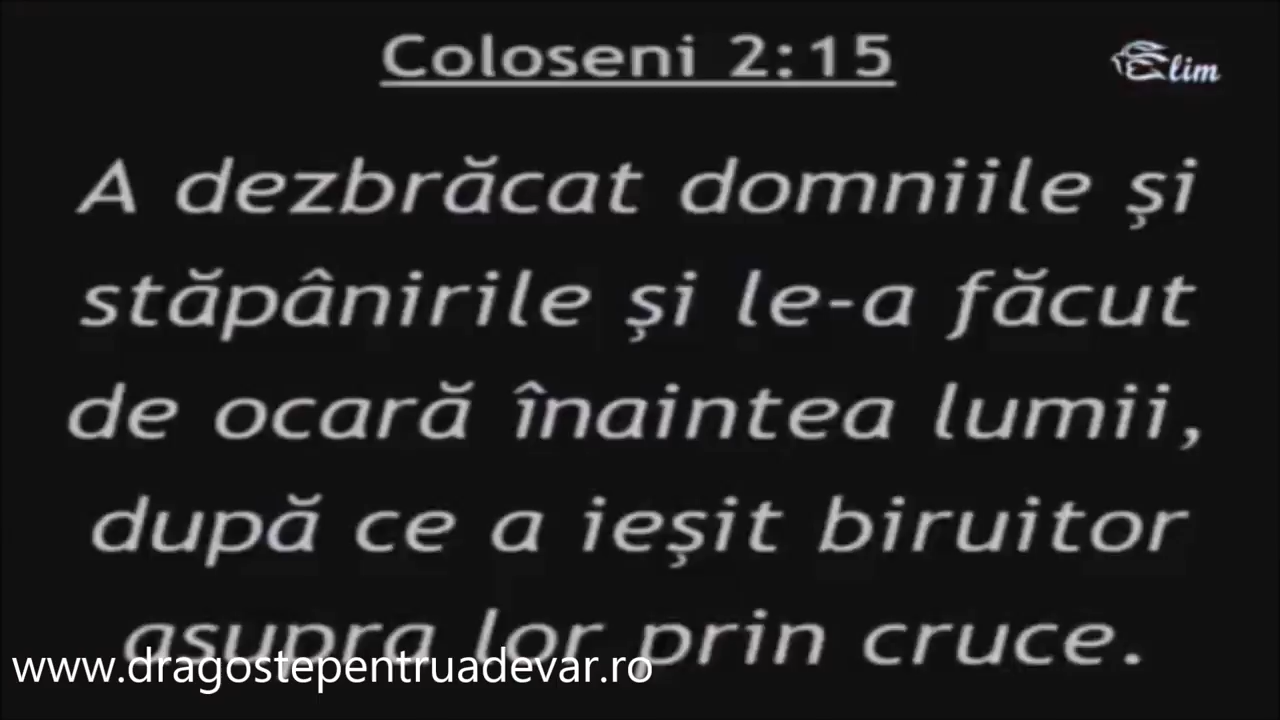 Coloseni 2:15
Elim
A dezbrăcat domniile şi
stăpânirile şi le-a făcut
de ocară înaintea lumii,
după ce a ieşit biruitor
asupra lor prin cruce.
www.dragostepentruadevar.ro